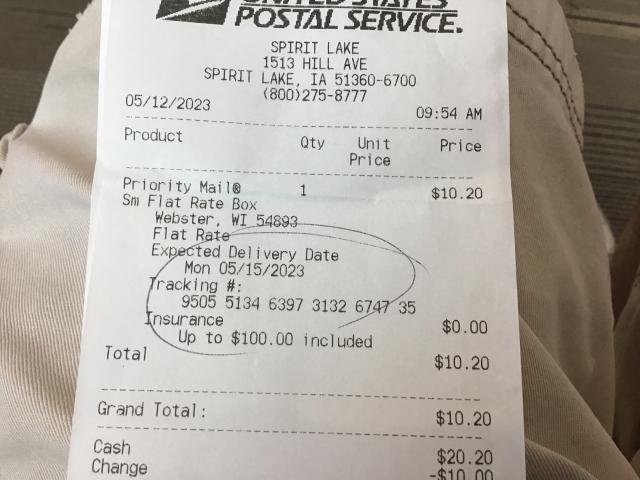 UNITED STATES
POSTAL SERVICE.
SPIRIT LAKE
1513 HILL AVE
SPIRIT LAKE, IA 51360-6700
(800)275-8777
05/12/2023 09:54 AM
Product Qty Unit Price
Price
Priority Mail® 1 $10.20
Sm Flat Rate Box
Webster, WI 54893
Flat Rate
Expected Delivery Date
Mon 05/15/2023
Tracking #:
9505 5134 6397 3132 6747 35
Insurance $0.00
Up to $100.00 included
Total $10.20
Grand Total: $10.20
Cash $20.20
Change -$10.00